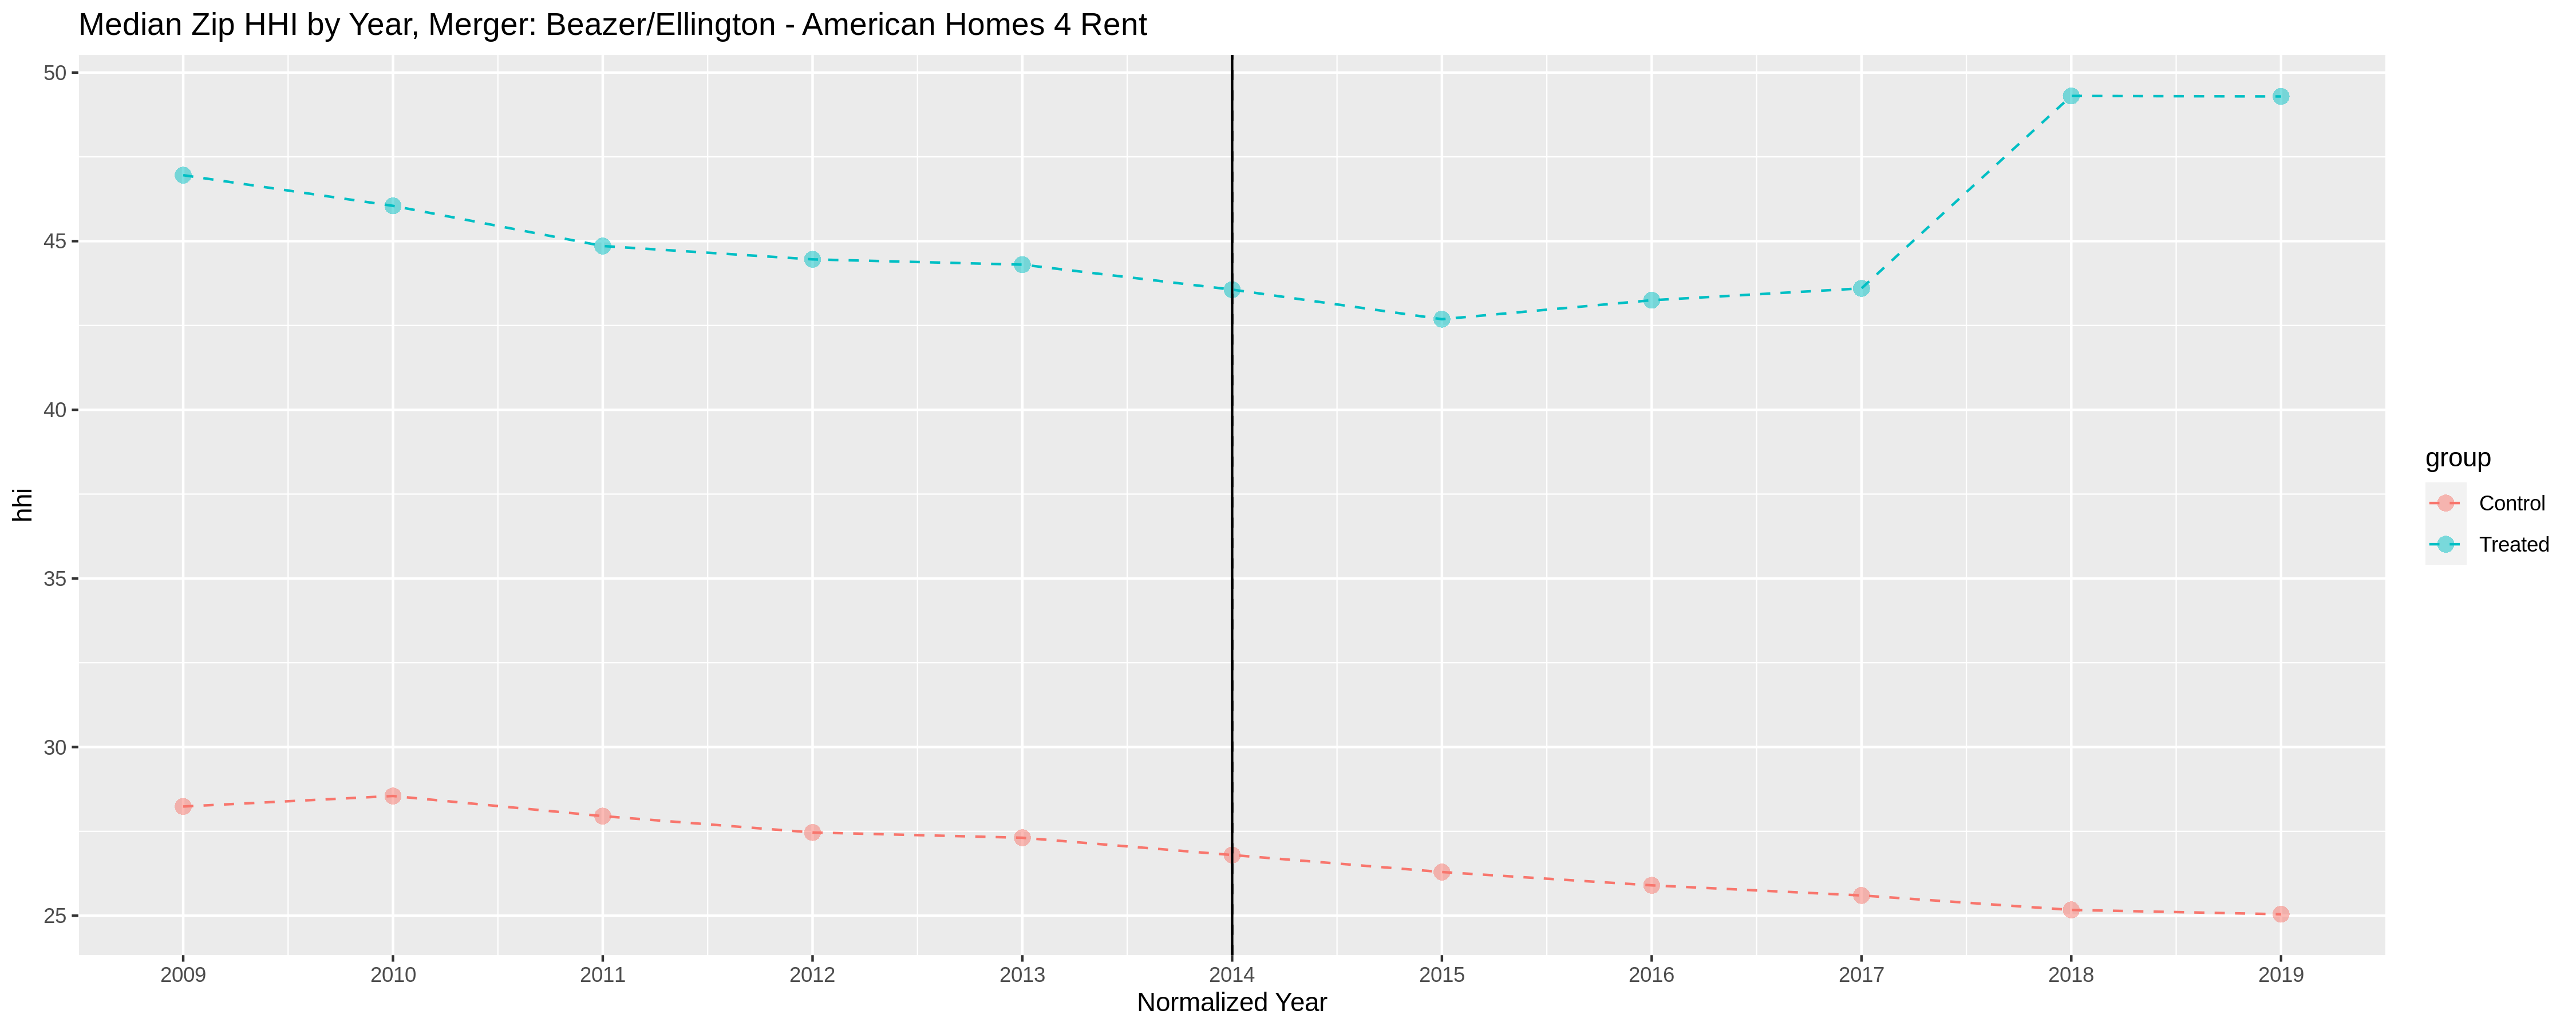 Median Zip HHI by Year, Merger: Beazer/Ellington - American Homes 4 Rent
50
45
40
35
30
25
hhi
2009 2010 2011 2012 2013 2014 2015 2016 2017 2018 2019
Normalized Year
group
Control
Treated